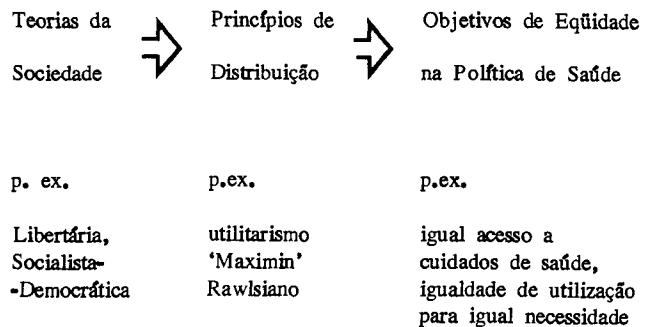 Teorias da
Sociedade
Princípios de
Distribuição
Objetivos de Eqüidade
na Política de Saúde
p. ex.
Libertária,
Socialista-
-Democrática
p.ex.
utilitarismo
'Maximin'
Rawlsiano
p.ex.
igual acesso a
cuidados de saúde,
igualdade de utilização
para igual necessidade